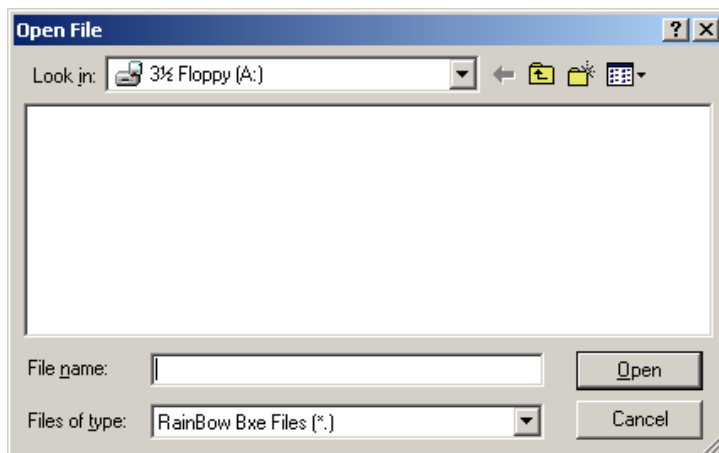 Open File
Look in: 3½ Floppy (A:)
File name: Open
Files of type: RainBow Bxe Files (*.) Cancel